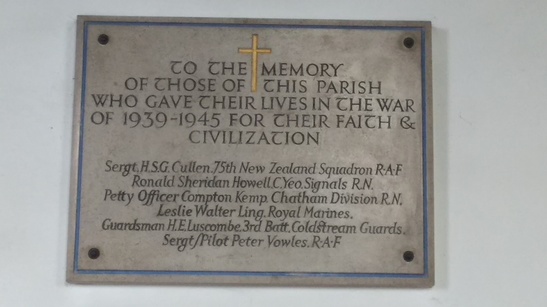 TO THE MEMORY
OF THOSE OF THIS PARISH
WHO GAVE THEIR LIVES IN THE WAR
OF 1939-1945 FOR THEIR FAITH &
CIVILIZATION
Sergt, H.S.G. Cullen, 75th New Zealand Squadron R·A·F
Ronald Sheridan Howell, C.Yeo. Signals R.N.
Petty Officer Compton Kemp. Chatham Division R.N.
Leslie Walter Ling, Royal Marines.
Guardsman H.E. Luscombe, 3rd Batt. Coldstream Guards.
Sergt/Pilot Peter Vowles. R·A·F